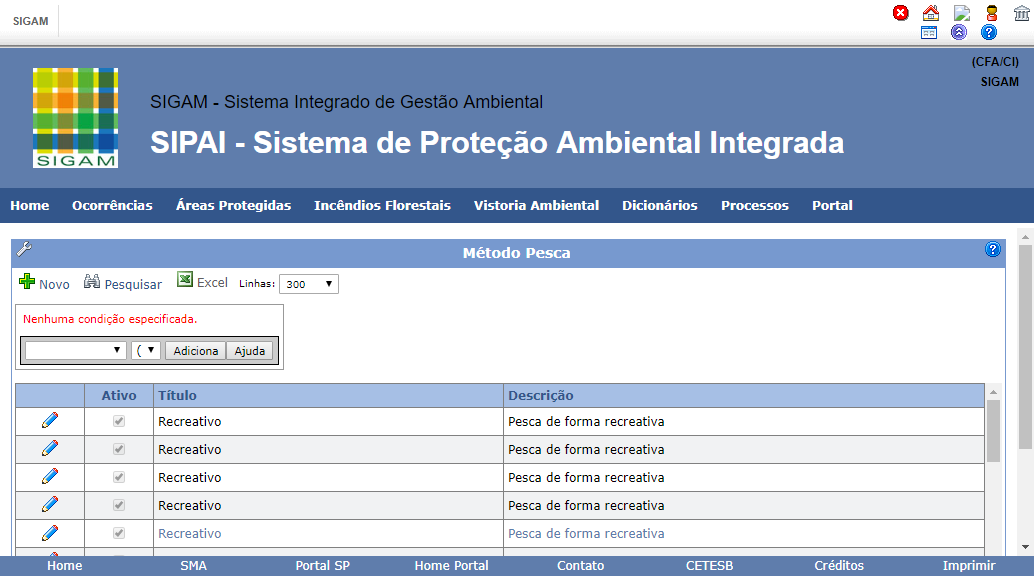 SIGAM
(CFA/CI)
SIGAM
SIGAM - Sistema Integrado de Gestão Ambiental
SIPAI - Sistema de Proteção Ambiental Integrada
SIGAM
Home Ocorrências Áreas Protegidas Incêndios Florestais Vistoria Ambiental Dicionários Processos Portal
Método Pesca
Novo Pesquisar Excel Linhas: 300
Nenhuma condição especificada.
( Adiciona Ajuda
Ativo Título Descrição
Recreativo Pesca de forma recreativa
Recreativo Pesca de forma recreativa
Recreativo Pesca de forma recreativa
Recreativo Pesca de forma recreativa
Recreativo Pesca de forma recreativa
Home SMA Portal SP Home Portal Contato CETESB Créditos Imprimir